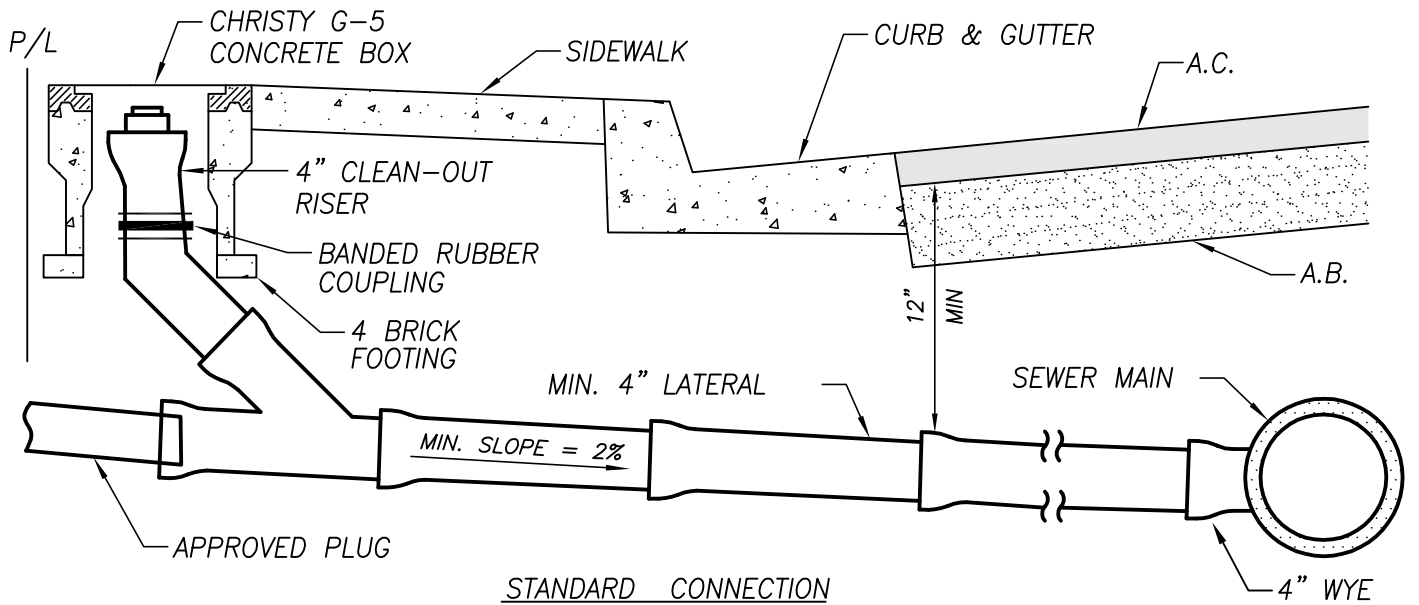 P/L
CHRISTY G-5
CONCRETE BOX
SIDEWALK
CURB & GUTTER
A.C.
4” CLEAN-OUT
RISER
BANDED RUBBER
COUPLING
4 BRICK
FOOTING
12”
MIN
A.B.
MIN. 4” LATERAL
SEWER MAIN
MIN. SLOPE = 2%
APPROVED PLUG
4” WYE
STANDARD CONNECTION